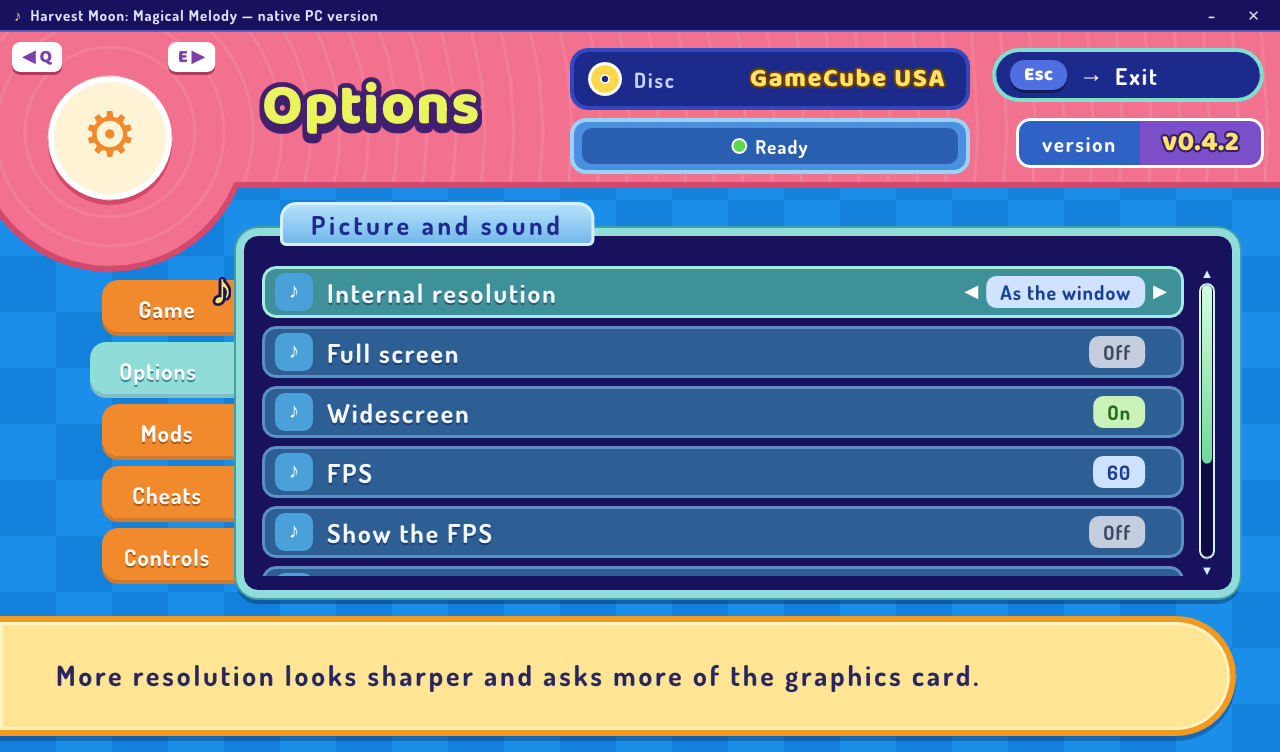 ♪ Harvest Moon: Magical Melody — native PC version
◀ Q
E ▶
Options
Disc GameCube USA
Ready
Esc → Exit
version v0.4.2
Picture and sound
Game
Options
Mods
Cheats
Controls
Internal resolution ◀ As the window ▶
Full screen Off
Widescreen On
FPS 60
Show the FPS Off
More resolution looks sharper and asks more of the graphics card.